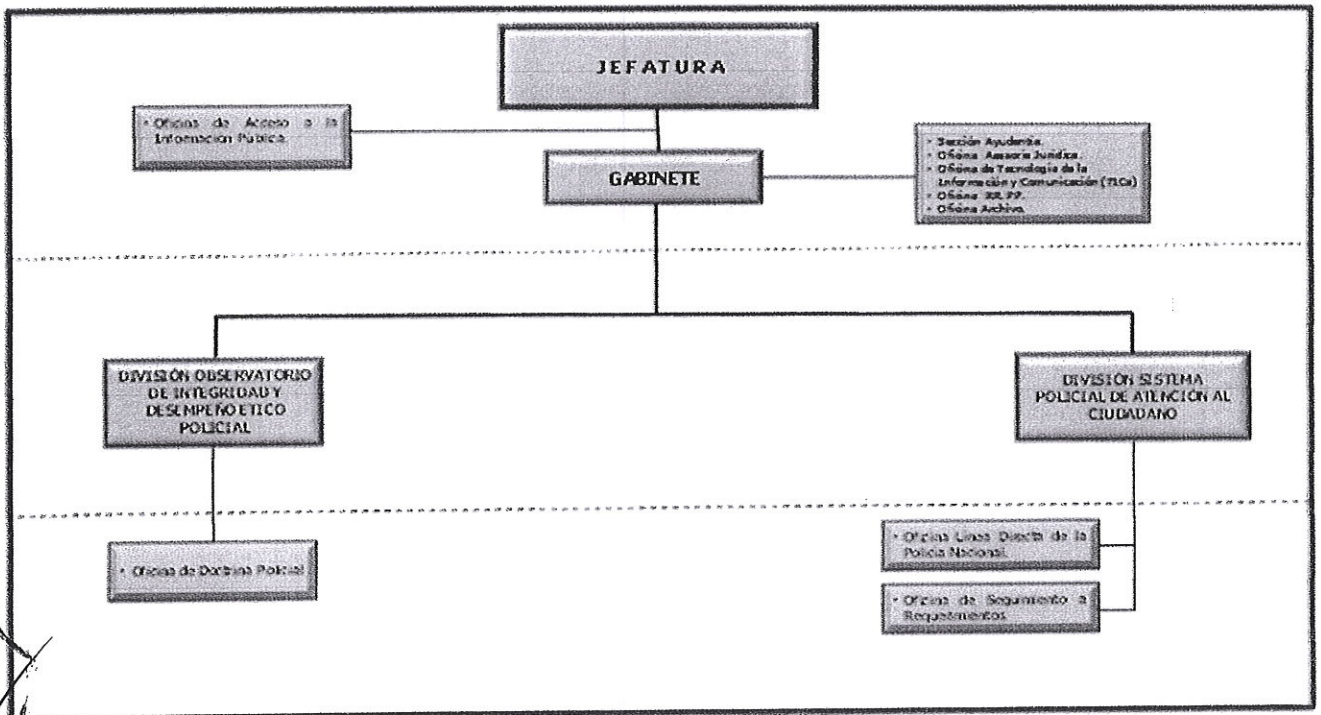 JEFATURA
• Oficina de Acceso a la
Información Pública.
GABINETE
• Sección Ayudantía.
• Oficina Asesoría Jurídica.
• Oficina de Tecnología de la
Información y Comunicación (TICs)
• Oficina RR.PP.
• Oficina Archivo.
DIVISIÓN OBSERVATORIO
DE INTEGRIDAD Y
DESEMPEÑO ETICO
POLICIAL
DIVISIÓN SISTEMA
POLICIAL DE ATENCIÓN AL
CIUDADANO
• Oficina de Doctrina Policial
• Oficina Línea Directa de la
Policía Nacional.
• Oficina de Seguimiento a
Requerimientos